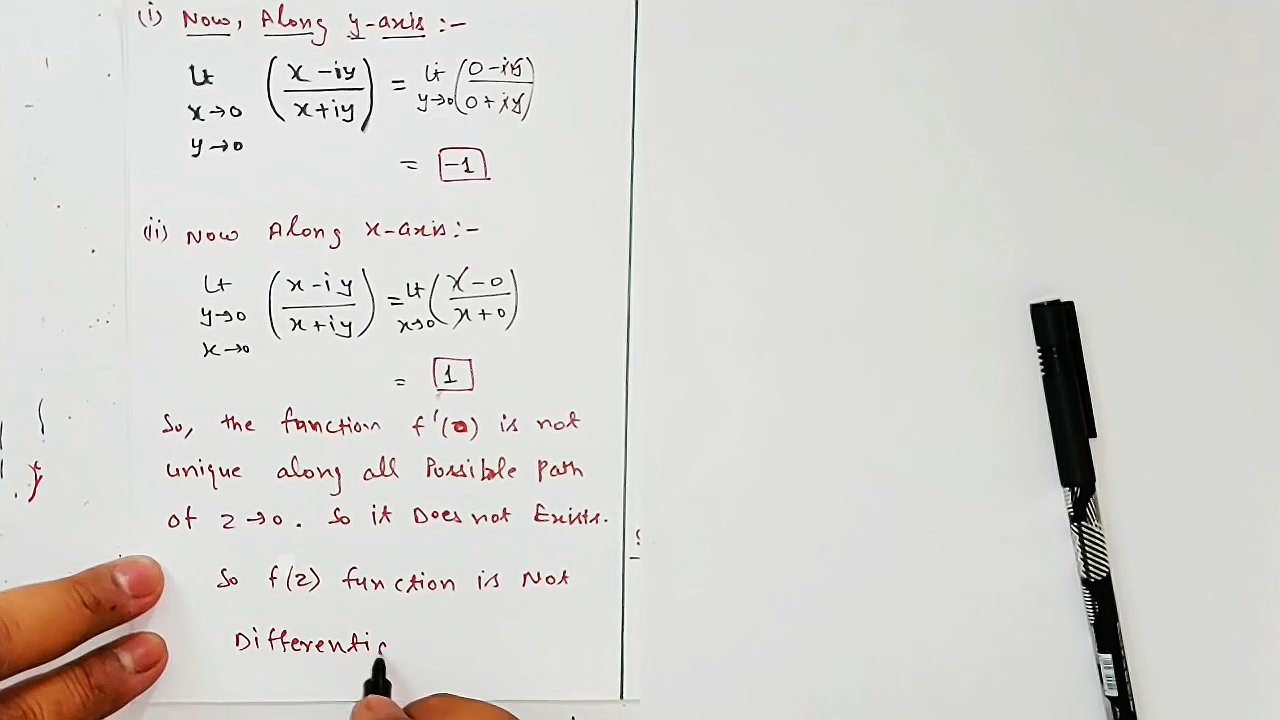 (i) Now, Along y-axis :-
Lt x→0 y→0 (x-iy / x+iy) = Lt y→0 (0-iy / 0+iy)
= -1
(ii) Now Along x-axis:-
Lt y→0 x→0 (x-iy / x+iy) = Lt x→0 (x-0 / x+0)
= 1
So, the function f'(0) is not
unique along all Possible Path
of z→0. So it Does not Exists.
So f(z) function is Not
Differentia